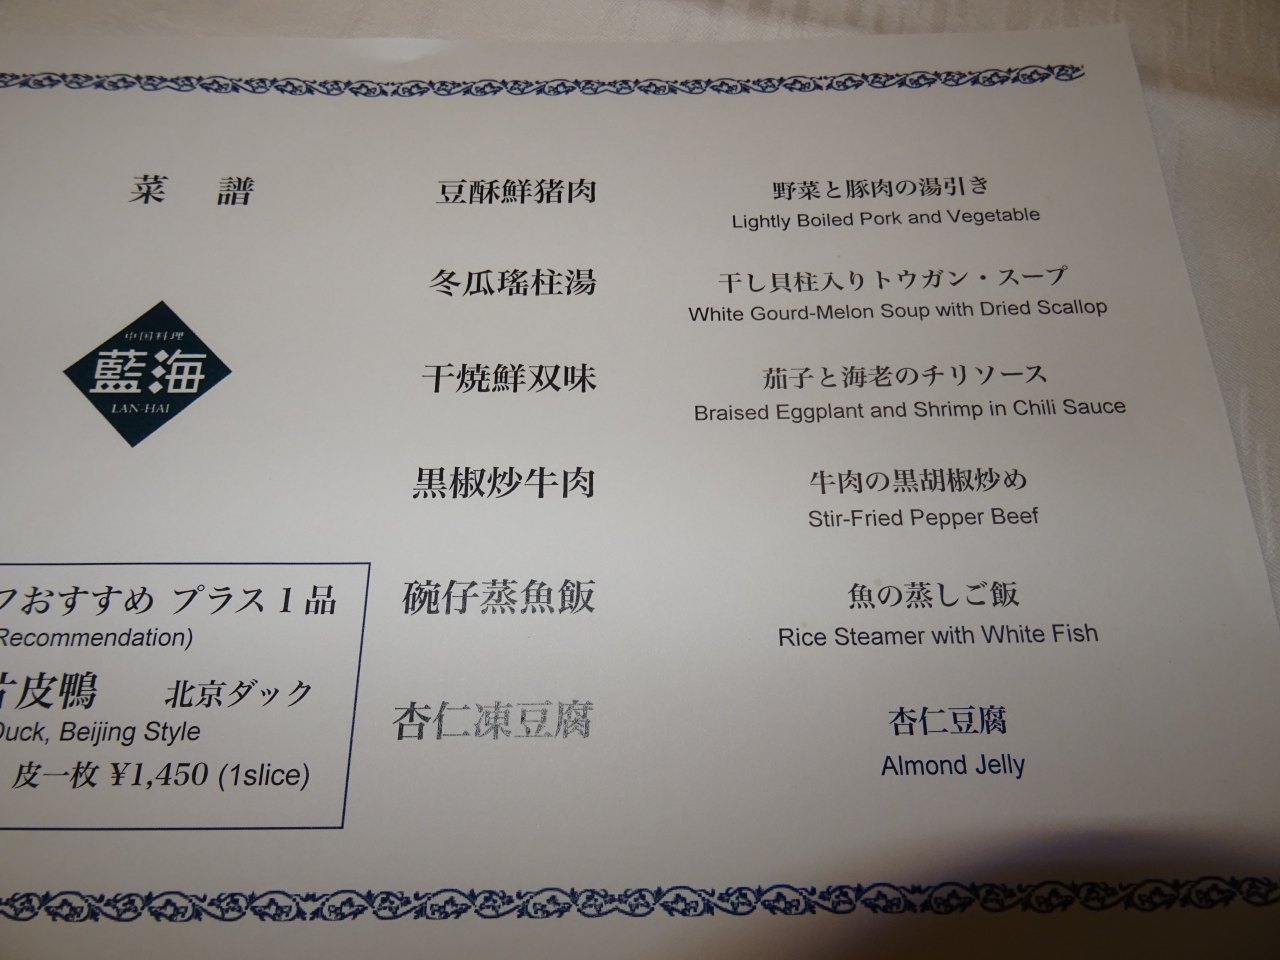 菜　譜
中国料理
藍海
LAN-HAI
フおすすめ プラス1品
Recommendation)
片皮鴨　北京ダック
Duck, Beijing Style
皮一枚 ¥1,450 (1slice)
豆酥鮮猪肉
野菜と豚肉の湯引き
Lightly Boiled Pork and Vegetable
冬瓜瑤柱湯
干し貝柱入りトウガン・スープ
White Gourd-Melon Soup with Dried Scallop
干焼鮮双味
茄子と海老のチリソース
Braised Eggplant and Shrimp in Chili Sauce
黒椒炒牛肉
牛肉の黒胡椒炒め
Stir-Fried Pepper Beef
碗仔蒸魚飯
魚の蒸しご飯
Rice Steamer with White Fish
杏仁凍豆腐
杏仁豆腐
Almond Jelly